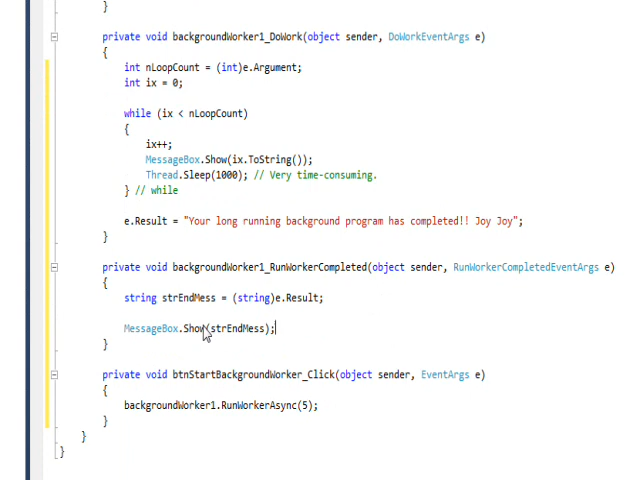 }
private void backgroundWorker1_DoWork(object sender, DoWorkEventArgs e)
{
int nLoopCount = (int)e.Argument;
int ix = 0;
while (ix < nLoopCount)
{
ix++;
MessageBox.Show(ix.ToString());
Thread.Sleep(1000); // Very time-consuming.
} // while
e.Result = "Your long running background program has completed!! Joy Joy";
}
private void backgroundWorker1_RunWorkerCompleted(object sender, RunWorkerCompletedEventArgs e)
{
string strEndMess = (string)e.Result;
MessageBox.Show(strEndMess);
}
private void btnStartBackgroundWorker_Click(object sender, EventArgs e)
{
backgroundWorker1.RunWorkerAsync(5);
}
}
}